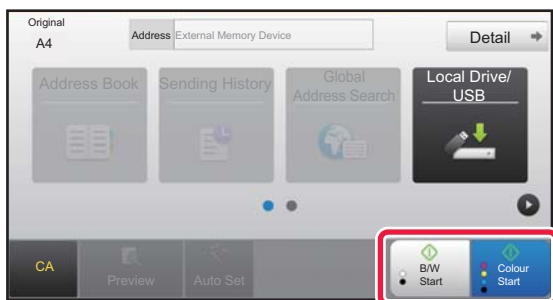 Original
A4
Address External Memory Device
Detail
Address Book
Sending History
Global
Address Search
Local Drive/
USB
CA
Preview
Auto Set
B/W
Start
Colour
Start